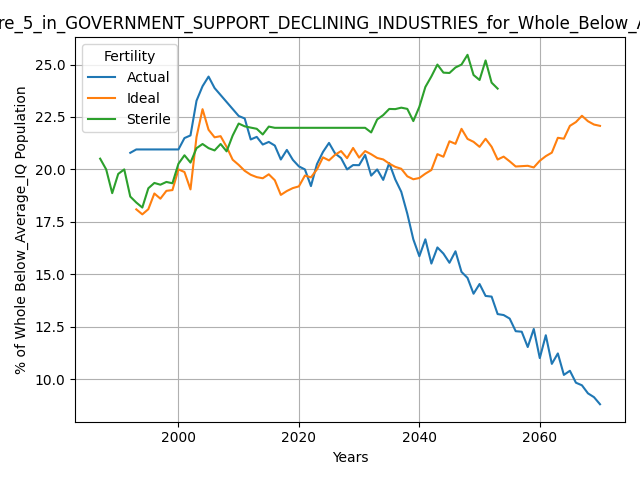 re_5_in_GOVERNMENT_SUPPORT_DECLINING_INDUSTRIES_for_Whole_Below_A
Fertility
Actual
Ideal
Sterile
% of Whole Below_Average_IQ Population
25.0
22.5
20.0
17.5
15.0
12.5
10.0
2000
2020
2040
2060
Years